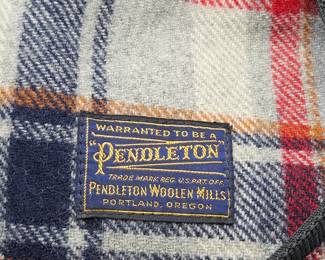 WARRANTED TO BE A
"PENDLETON"
TRADE MARK REG. U.S. PAT. OFF.
PENDLETON WOOLEN MILLS
PORTLAND, OREGON